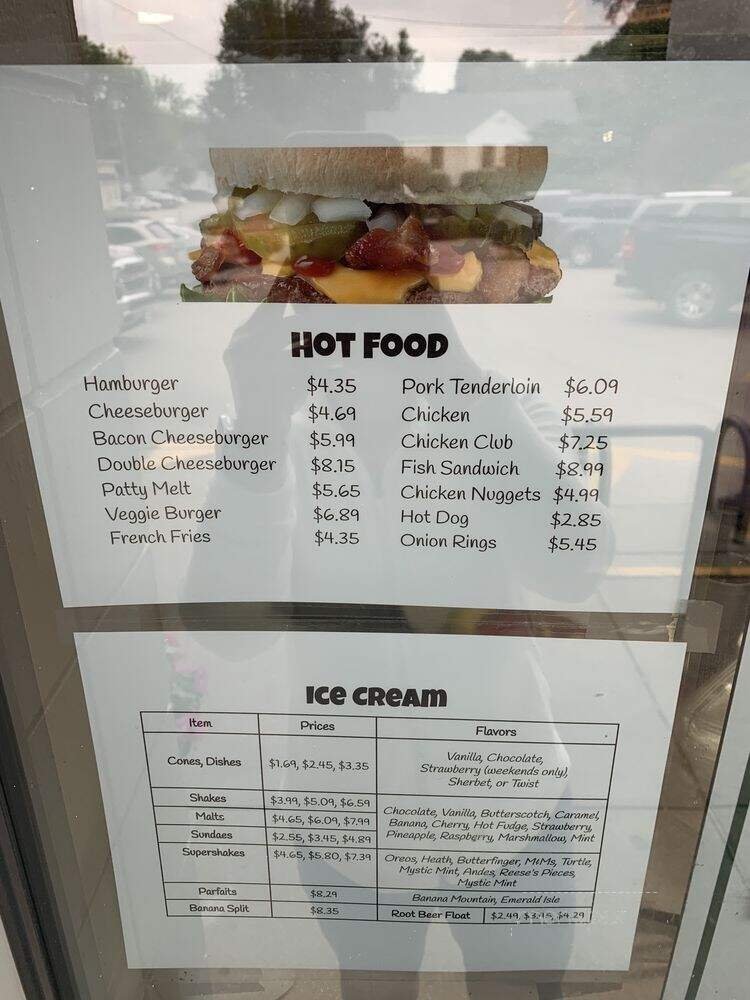 HOT FOOD
Hamburger $4.35
Cheeseburger $4.69
Bacon Cheeseburger $5.99
Double Cheeseburger $8.15
Patty Melt $5.65
Veggie Burger $6.89
French Fries $4.35
Pork Tenderloin $6.09
Chicken $5.59
Chicken Club $7.25
Fish Sandwich $8.99
Chicken Nuggets $4.99
Hot Dog $2.85
Onion Rings $5.45
ICE CREAM
Item Prices Flavors
Cones, Dishes $1.69, $2.45, $3.35
Vanilla, Chocolate,
Strawberry (weekends only),
Sherbet, or Twist
Shakes $3.99, $5.09, $6.59
Malts $4.65, $6.09, $7.99
Sundaes $2.55, $3.45, $4.89
Chocolate, Vanilla, Butterscotch, Caramel,
Banana, Cherry, Hot Fudge, Strawberry,
Pineapple, Raspberry, Marshmallow, Mint
Supershakes $4.65, $5.80, $7.39
Oreos, Heath, Butterfinger, M&Ms, Turtle,
Mystic Mint, Andes, Reese's Pieces,
Mystic Mint
Parfaits $8.29 Banana Mountain, Emerald Isle
Banana Split $8.35 Root Beer Float $2.49, $3.45, $4.29